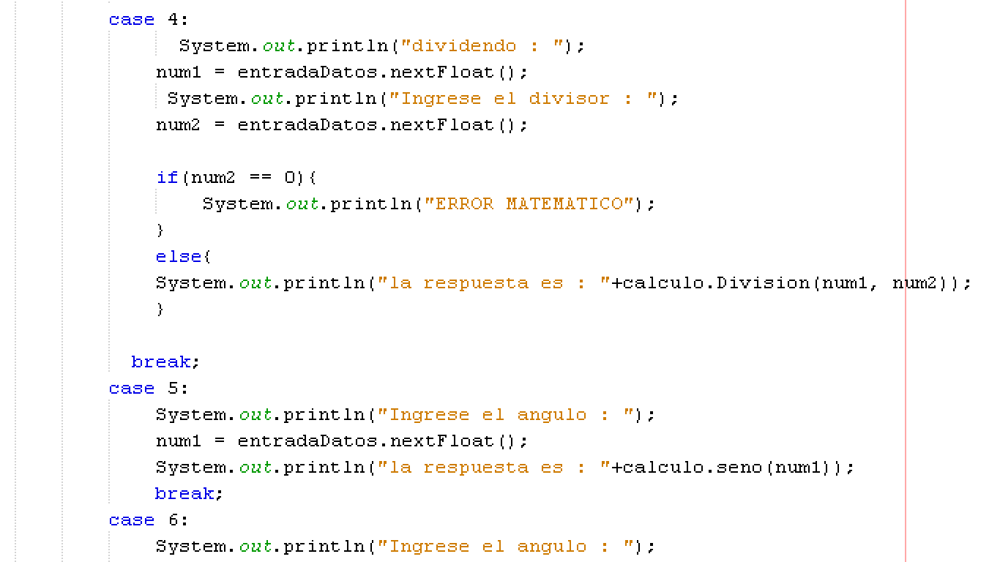 case 4:
System.out.println("dividendo : ");
num1 = entradaDatos.nextFloat();
System.out.println("Ingrese el divisor : ");
num2 = entradaDatos.nextFloat();
if(num2 == 0){
System.out.println("ERROR MATEMATICO");
}
else{
System.out.println("la respuesta es : "+calculo.Division(num1, num2));
}
break;
case 5:
System.out.println("Ingrese el angulo : ");
num1 = entradaDatos.nextFloat();
System.out.println("la respuesta es : "+calculo.seno(num1));
break;
case 6:
System.out.println("Ingrese el angulo : ");